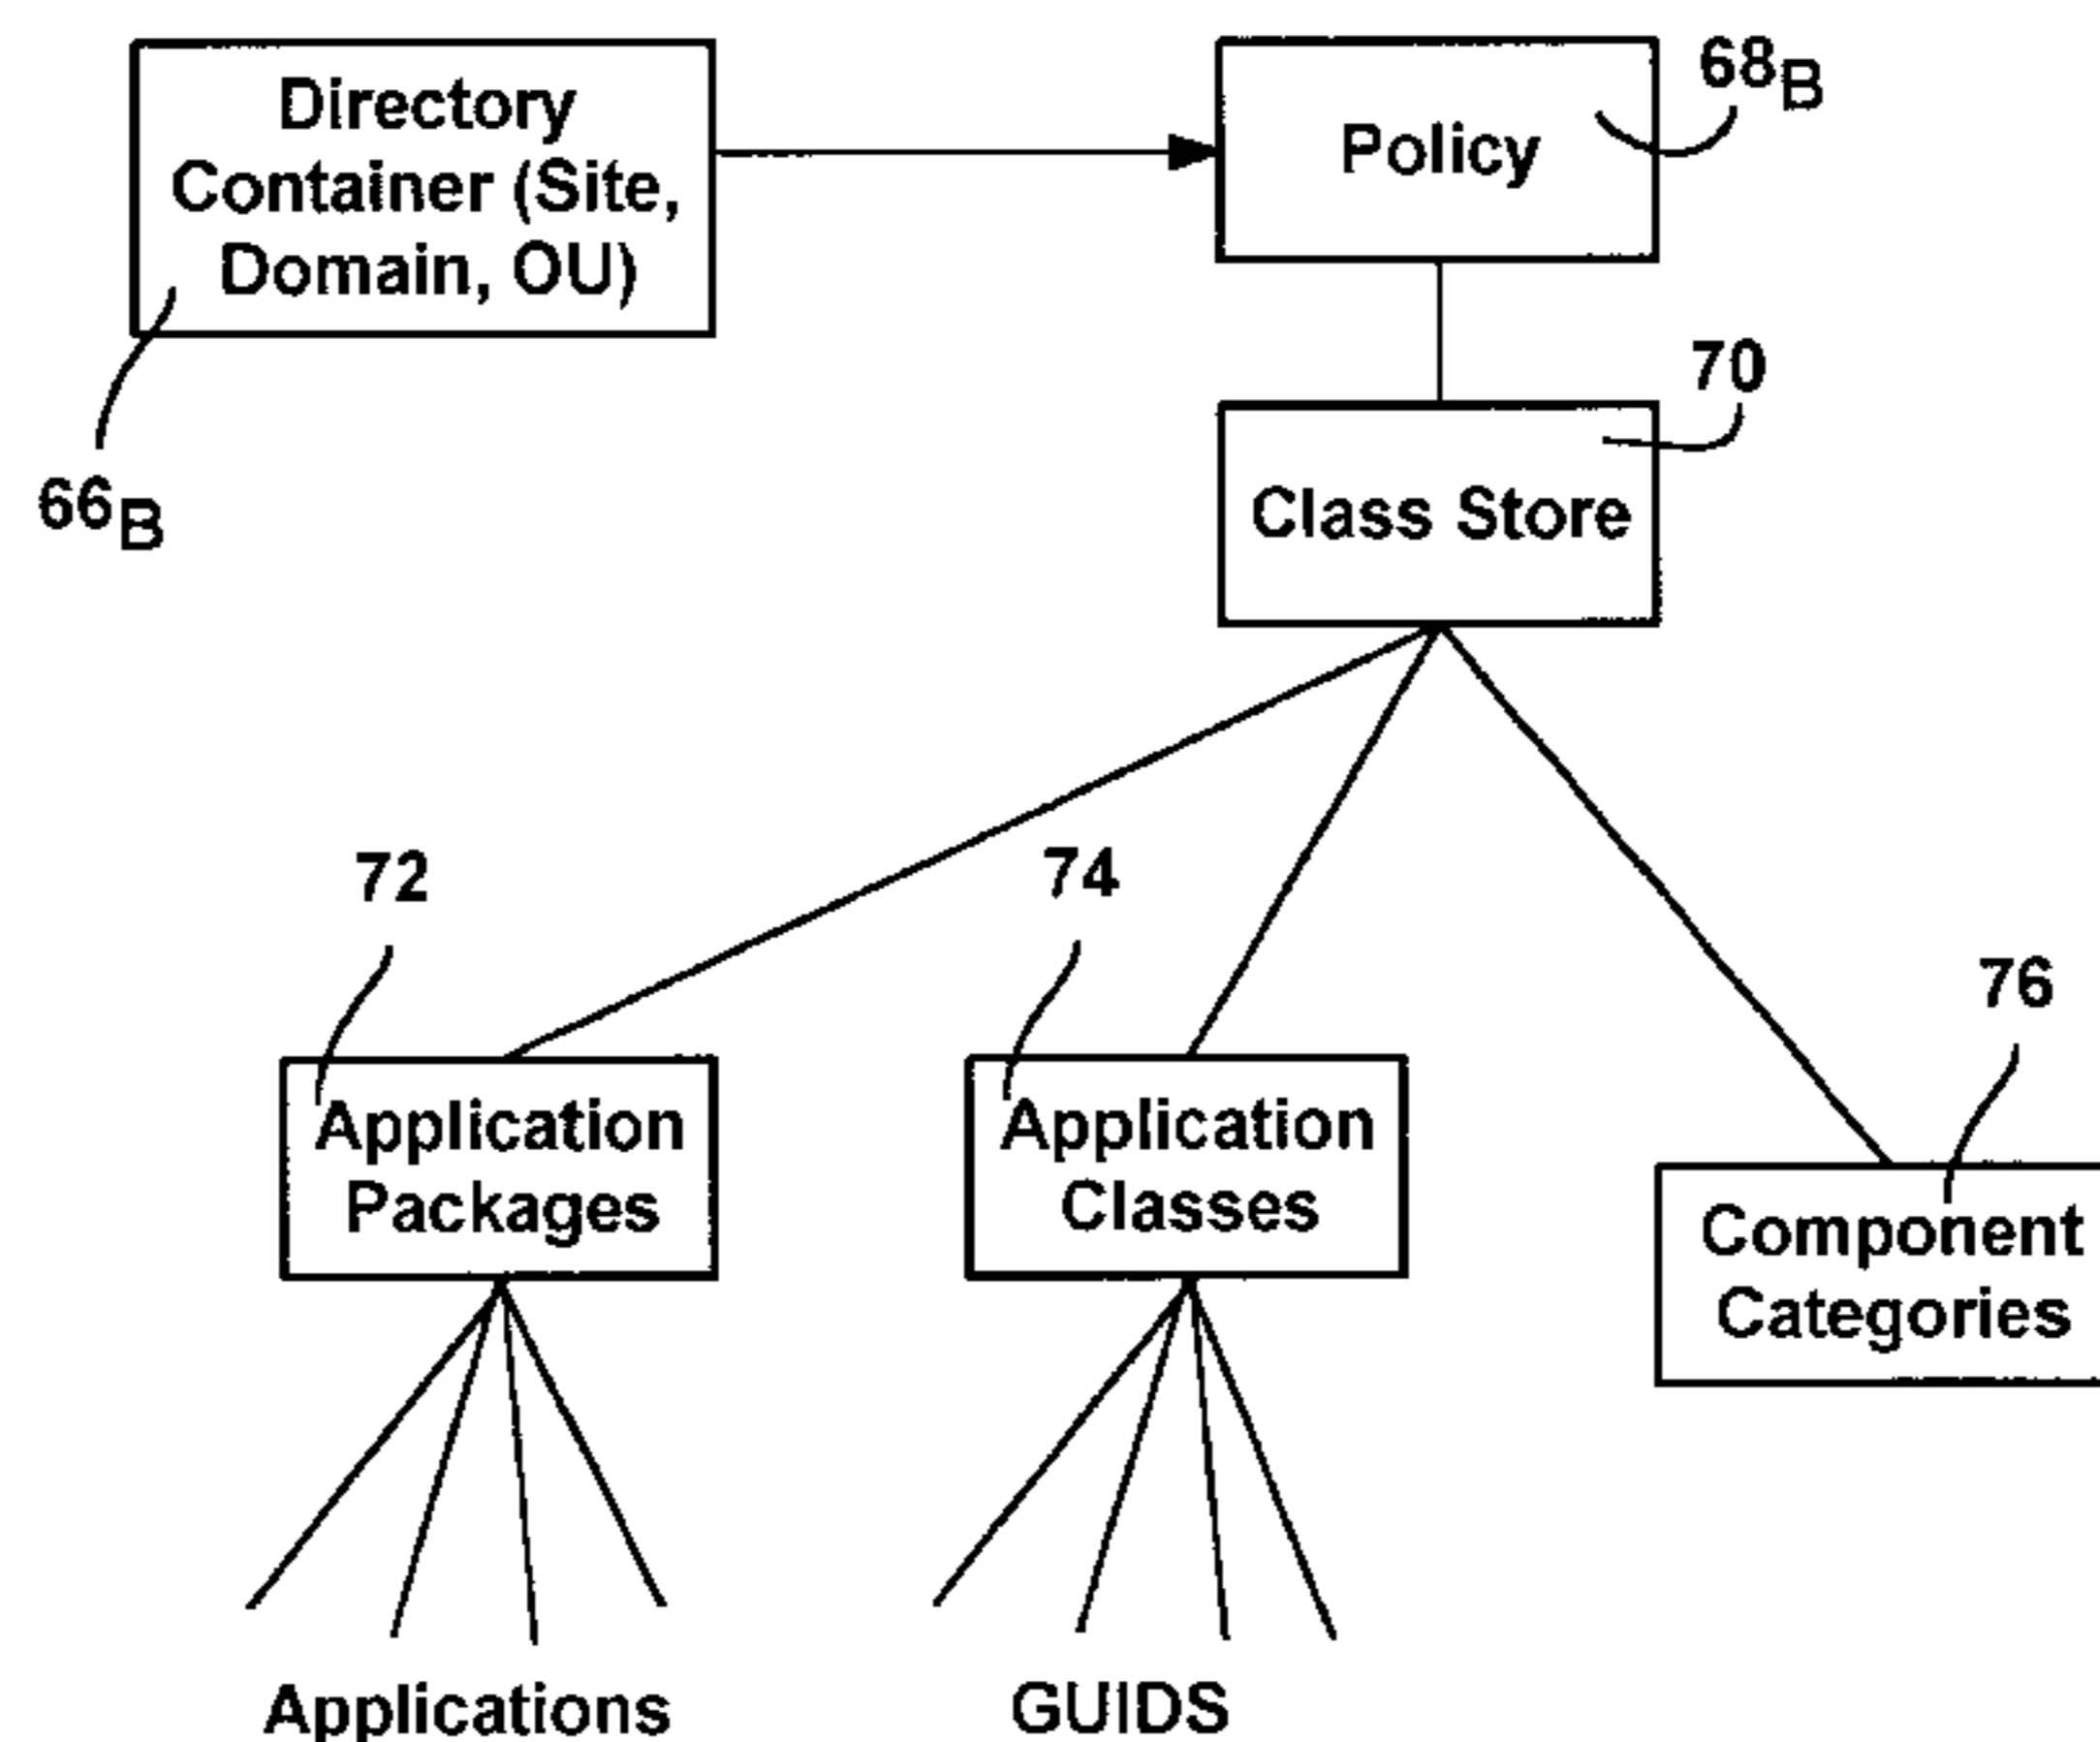 Directory
Container (Site,
Domain, OU)
66B
Policy
68B
70
Class Store
72
74
76
Application
Packages
Application
Classes
Component
Categories
Applications
GUIDS